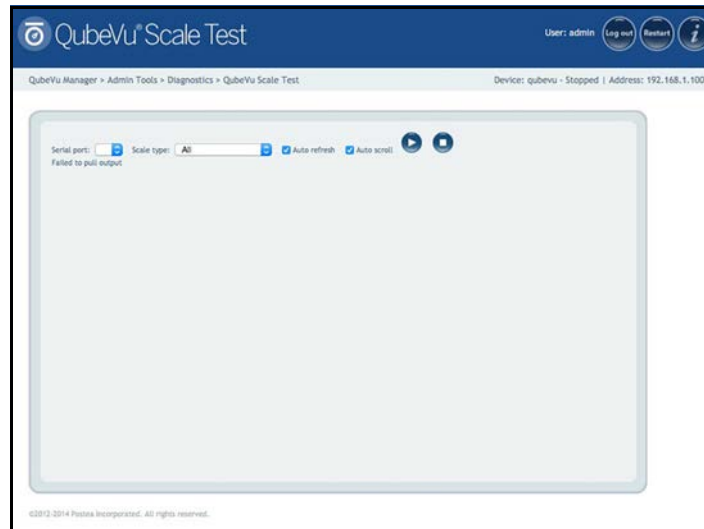 QubeVu® Scale Test
User: admin
Log out
Restart
i
QubeVu Manager > Admin Tools > Diagnostics > QubeVu Scale Test
Device: qubevu - Stopped | Address: 192.168.1.100
Serial port:
Scale type: All
Auto refresh
Auto scroll
Failed to pull output
©2012-2014 Postea Incorporated. All rights reserved.